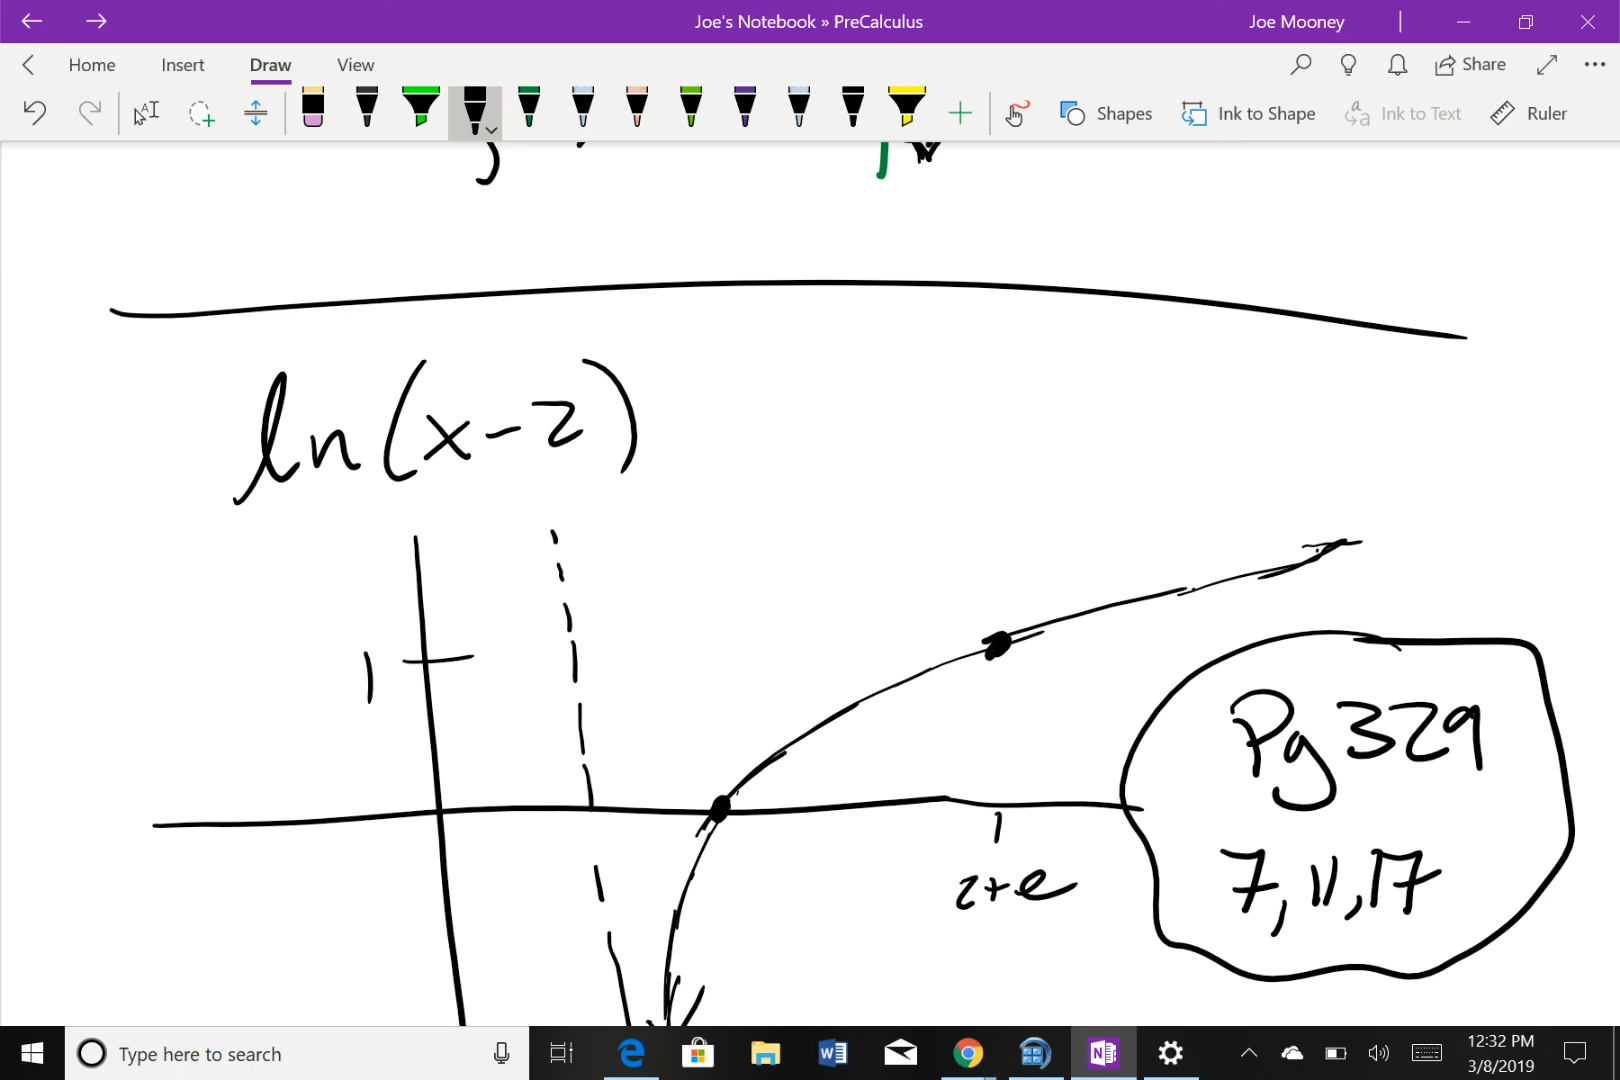 Joe's Notebook » PreCalculus
Joe Mooney
Home Insert Draw View
Share
Shapes Ink to Shape Ink to Text Ruler
ln(x-2)
1
Pg 329
2+e
7, 11, 17
Type here to search
12:32 PM
3/8/2019